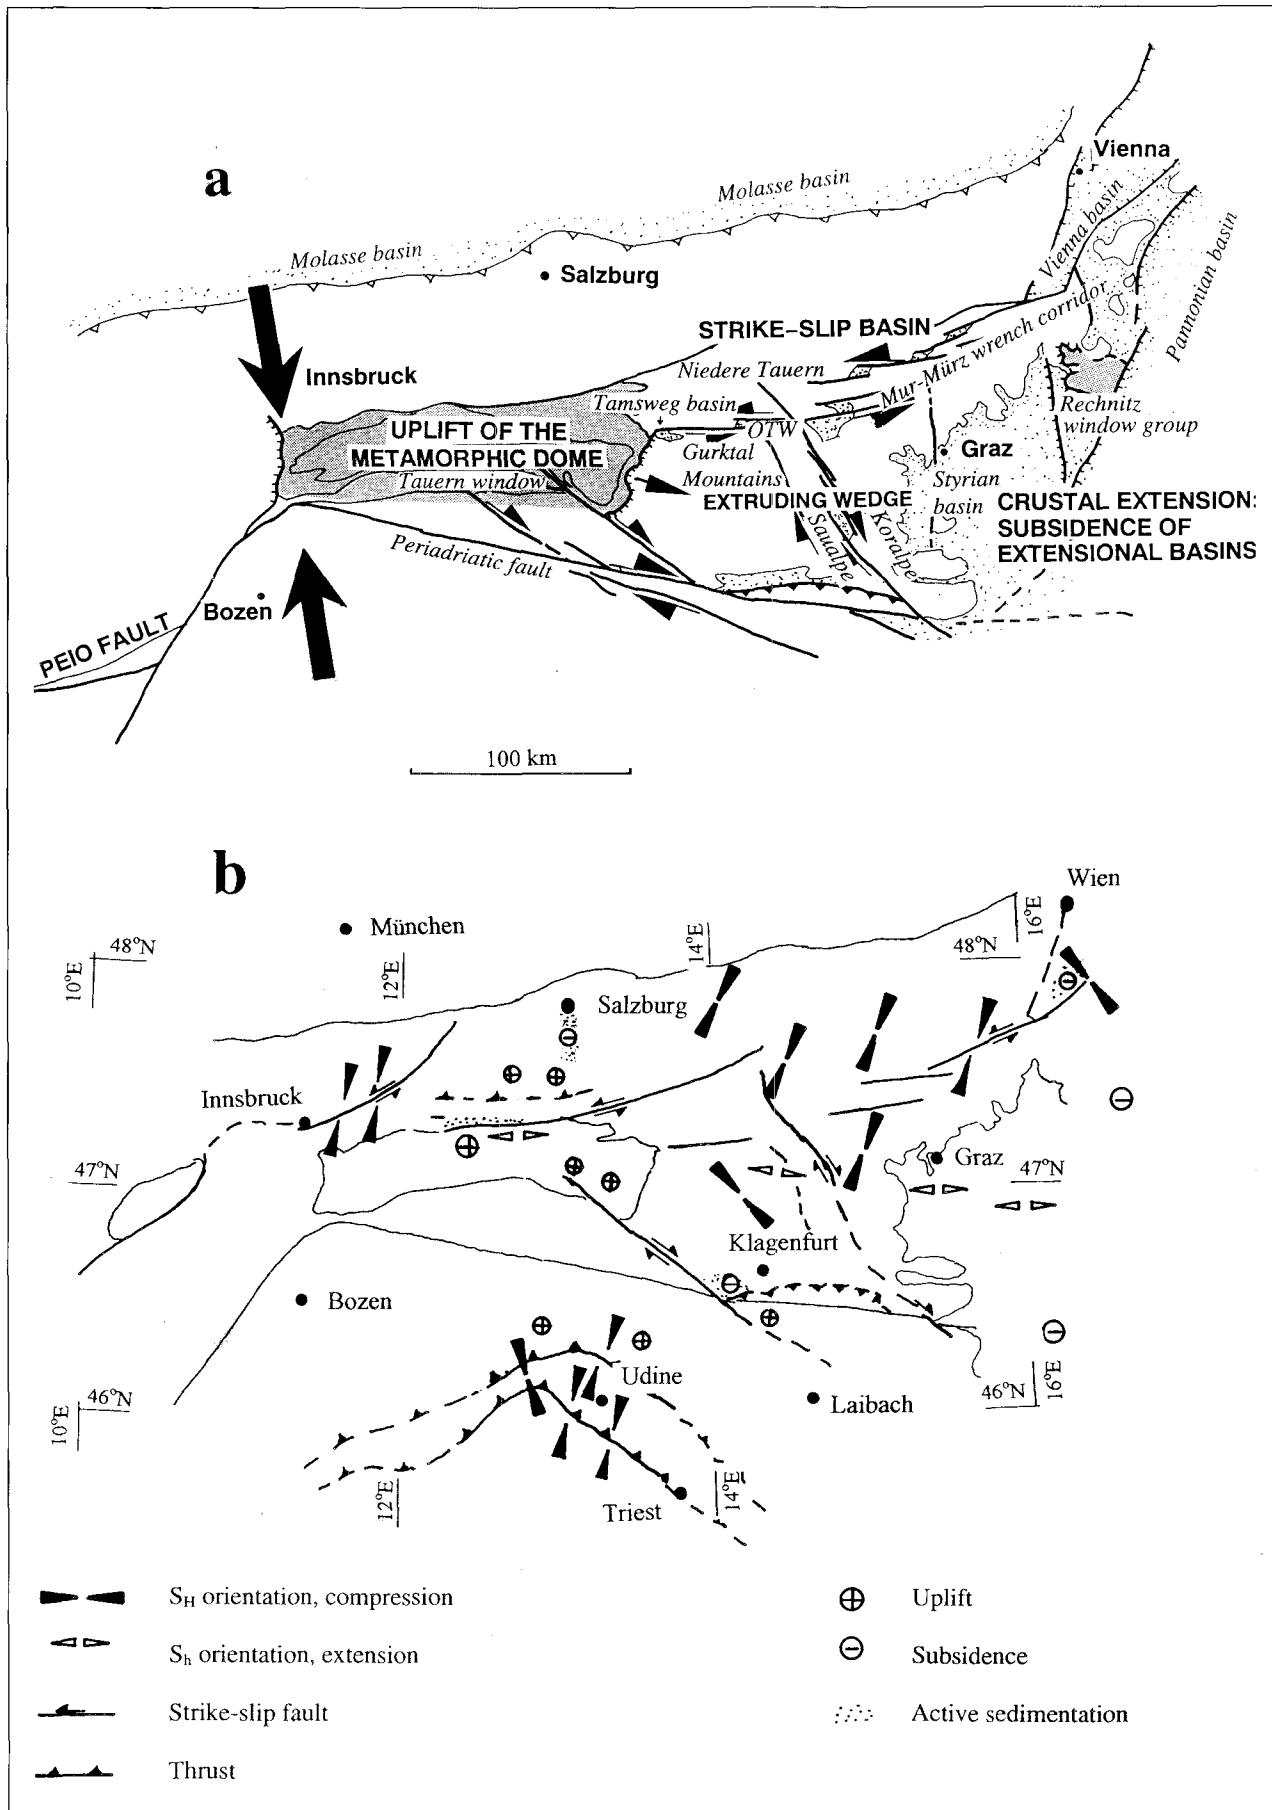 a
Vienna
Molasse basin
Molasse basin
Salzburg
Vienna basin
Pannonian basin
STRIKE–SLIP BASIN
Mur-Mürz wrench corridor
Innsbruck
Niedere Tauern
Tamsweg basin
Rechnitz
window group
UPLIFT OF THE
METAMORPHIC DOME
Tauern window
OTW
Gurktal
Mountains
Graz
Styrian
basin
EXTRUDING WEDGE
CRUSTAL EXTENSION:
SUBSIDENCE OF
EXTENSIONAL BASINS
Saualpe
Koralpe
Periadriatic fault
Bozen
PEIO FAULT
100 km
b
Wien
München
16°E
14°E
48°N
48°N
10°E
12°E
Salzburg
Innsbruck
47°N
Graz
47°N
Klagenfurt
Bozen
Udine
46°N
46°N
16°E
Laibach
10°E
12°E
14°E
Triest
SH orientation, compression
Uplift
Sh orientation, extension
Subsidence
Strike-slip fault
Active sedimentation
Thrust